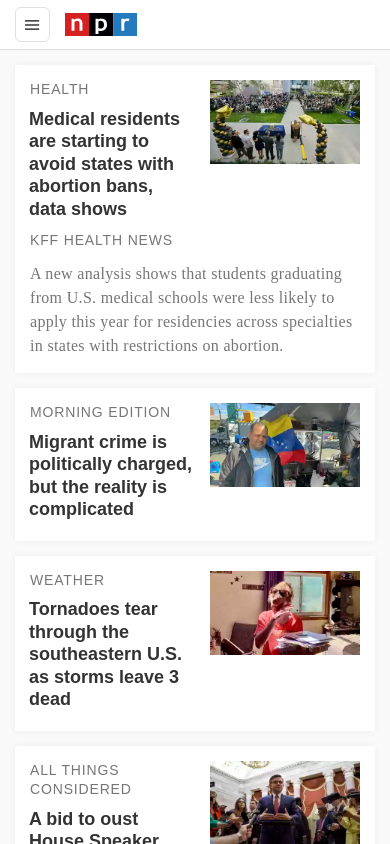 npr
HEALTH
Medical residents
are starting to
avoid states with
abortion bans,
data shows
KFF HEALTH NEWS
A new analysis shows that students graduating
from U.S. medical schools were less likely to
apply this year for residencies across specialties
in states with restrictions on abortion.
MORNING EDITION
Migrant crime is
politically charged,
but the reality is
complicated
WEATHER
Tornadoes tear
through the
southeastern U.S.
as storms leave 3
dead
ALL THINGS
CONSIDERED
A bid to oust
House Speaker